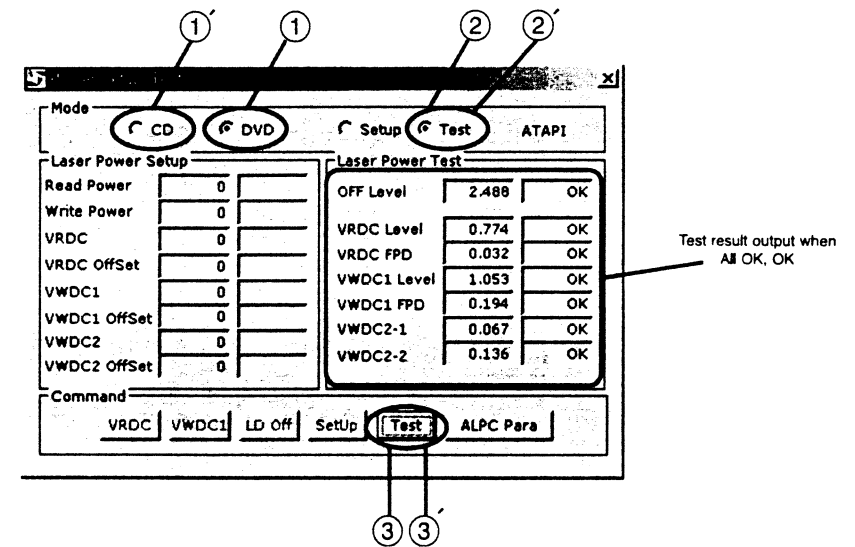 1´ 1 2 2´
Mode
CD DVD Setup Test ATAPI
Laser Power Setup
Read Power 0
Write Power 0
VRDC 0
VRDC OffSet 0
VWDC1 0
VWDC1 OffSet 0
VWDC2 0
VWDC2 OffSet 0
Laser Power Test
OFF Level 2.488 OK
VRDC Level 0.774 OK
VRDC FPD 0.032 OK
VWDC1 Level 1.053 OK
VWDC1 FPD 0.194 OK
VWDC2-1 0.067 OK
VWDC2-2 0.136 OK
Test result output when
All OK, OK
Command
VRDC VWDC1 LD Off SetUp Test ALPC Para
3 3´